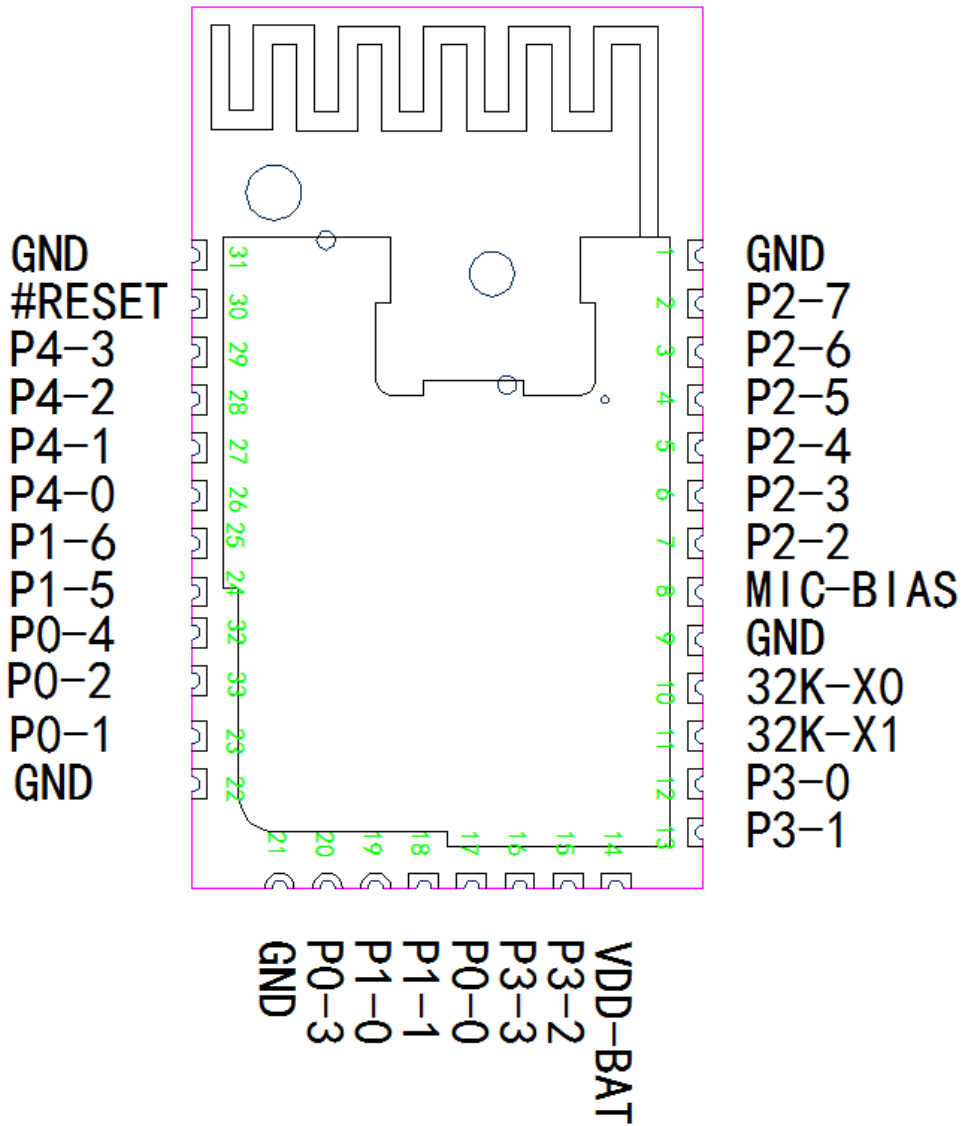 GND 31 1 GND
#RESET 30 2 P2-7
P4-3 29 3 P2-6
P4-2 28 4 P2-5
P4-1 27 5 P2-4
P4-0 26 6 P2-3
P1-6 25 7 P2-2
P1-5 24 8 MIC-BIAS
P0-4 32 9 GND
P0-2 33 10 32K-X0
P0-1 23 11 32K-X1
GND 22 12 P3-0
13 P3-1
21 20 19 18 17 16 15 14
GND P0-3 P1-0 P1-1 P0-0 P3-3 P3-2 VDD-BAT